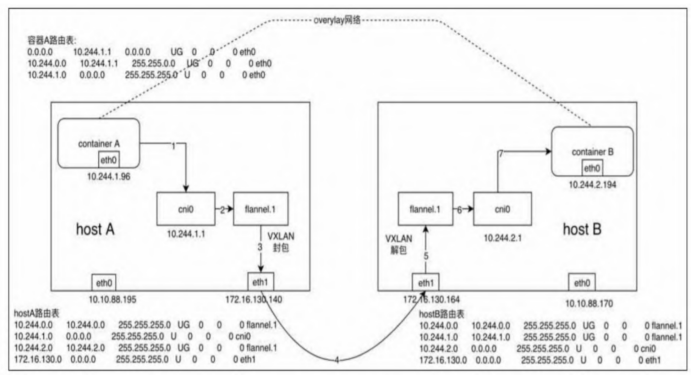 overylay网络
容器A路由表:
0.0.0.0 10.244.1.1 0.0.0.0 UG 0 0 0 eth0
10.244.0.0 10.244.1.1 255.255.0.0 UG 0 0 0 eth0
10.244.1.0 0.0.0.0 255.255.255.0 U 0 0 0 eth0
container A
eth0
10.244.1.96
1
cni0
10.244.1.1
2
flannel.1
host A
3
VXLAN
封包
eth0
10.10.88.195
eth1
172.16.130.140
container B
eth0
10.244.2.194
7
flannel.1
6
cni0
10.244.2.1
host B
VXLAN
解包
5
eth1
172.16.130.164
eth0
10.10.88.170
4
hostA路由表
10.244.0.0 10.244.0.0 255.255.255.0 UG 0 0 0 flannel.1
10.244.1.0 0.0.0.0 255.255.255.0 U 0 0 0 cni0
10.244.2.0 10.244.2.0 255.255.255.0 UG 0 0 0 flannel.1
172.16.130.0 0.0.0.0 255.255.255.0 U 0 0 0 eth1
hostB路由表
10.244.0.0 10.244.0.0 255.255.255.0 UG 0 0 0 flannel.1
10.244.1.0 10.244.1.0 255.255.255.0 UG 0 0 0 flannel.1
10.244.2.0 0.0.0.0 255.255.255.0 U 0 0 0 cni0
172.16.130.0 0.0.0.0 255.255.255.0 U 0 0 0 eth1